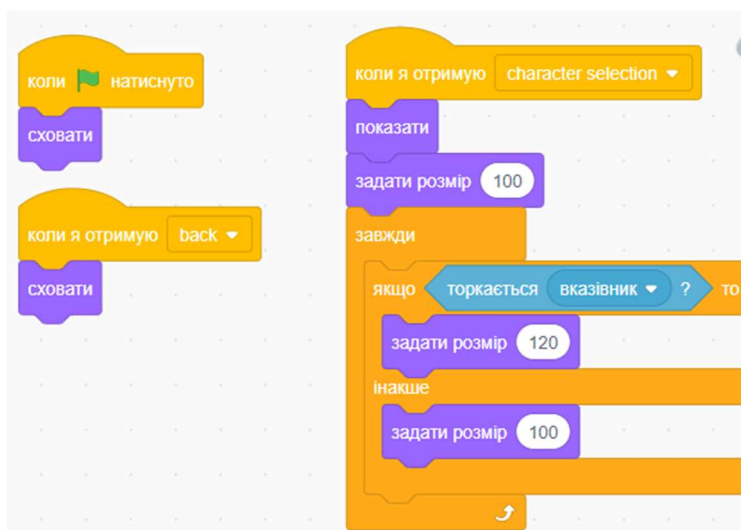 коли натиснуто
сховати
коли я отримую back
сховати
коли я отримую character selection
показати
задати розмір 100
завжди
якщо торкається вказівник ? то
задати розмір 120
інакше
задати розмір 100